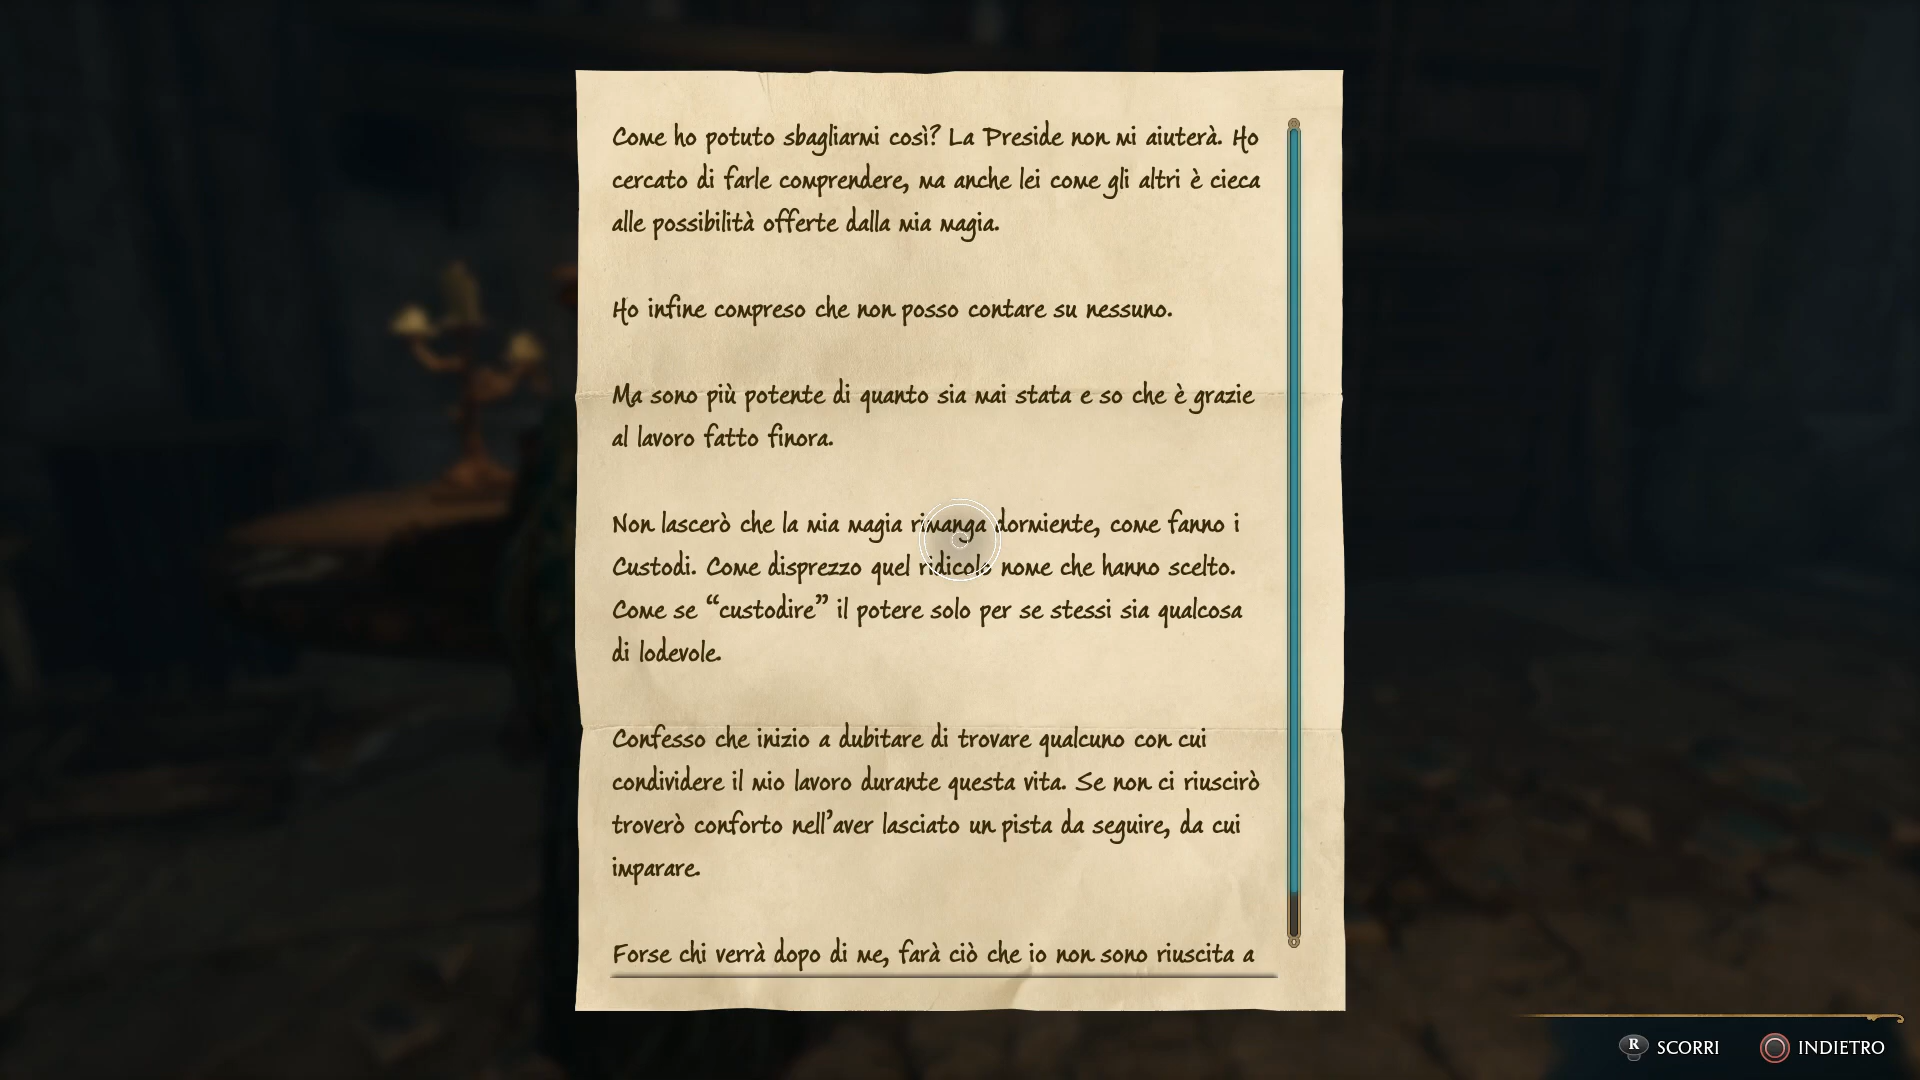 Come ho potuto sbagliarmi così? La Preside non mi aiuterà. Ho
cercato di farle comprendere, ma anche lei come gli altri è cieca
alle possibilità offerte dalla mia magia.
Ho infine compreso che non posso contare su nessuno.
Ma sono più potente di quanto sia mai stata e so che è grazie
al lavoro fatto finora.
Non lascerò che la mia magia rimanga dormiente, come fanno i
Custodi. Come disprezzo quel ridicolo nome che hanno scelto.
Come se “custodire” il potere solo per se stessi sia qualcosa
di lodevole.
Confesso che inizio a dubitare di trovare qualcuno con cui
condividere il mio lavoro durante questa vita. Se non ci riuscirò
troverò conforto nell’aver lasciato un pista da seguire, da cui
imparare.
Forse chi verrà dopo di me, farà ciò che io non sono riuscita a
R SCORRI INDIETRO